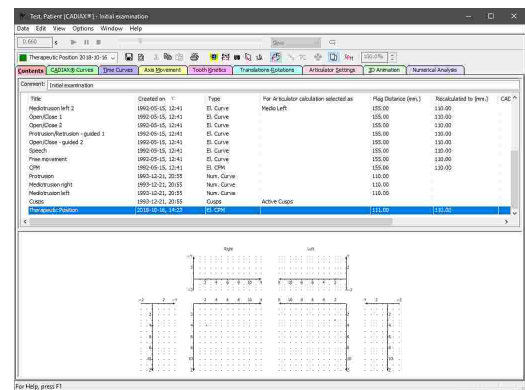 Test, Patient [CADIAX®] - Initial examination
Data Edit View Options Window Help
0.660 s Slow
Therapeutic Position 2018-10-16 100.0%
Contents CADIAX® Curves Time Curves Axis Movement Tooth Kinetics Translations-Rotations Articulator Settings 3D Animation Numerical Analysis
Comment: Initial examination
Title Created on Type For Articulator calculation selected as Flag Distance (mm.) Recalculated to (mm.) CAD
Mediotrusion left 2 1992-05-15, 12:41 El. Curve Medio Left 155.00 110.00
Open/Close 1 1992-05-15, 12:41 El. Curve 155.00 110.00
Open/Close 2 1992-05-15, 12:41 El. Curve 155.00 110.00
Protrusion/Retrusion - guided 1 1992-05-15, 12:41 El. Curve 155.00 110.00
Open/Close - guided 2 1992-05-15, 12:41 El. Curve 155.00 110.00
Speech 1992-05-15, 12:41 El. Curve 155.00 110.00
Free movement 1992-05-15, 12:41 El. Curve 155.00 110.00
CPM 1992-05-15, 12:41 El. CPM 155.00 110.00
Protrusion 1993-12-21, 20:55 Num. Curve 110.00
Mediotrusion right 1993-12-21, 20:55 Num. Curve 110.00
Mediotrusion left 1993-12-21, 20:55 Num. Curve 110.00
Cusps 1993-12-21, 20:55 Cusps Active Cusps
Therapeutic Position 2018-10-16, 14:23 El. CPM 111.00 110.00
Right Left
For Help, press F1